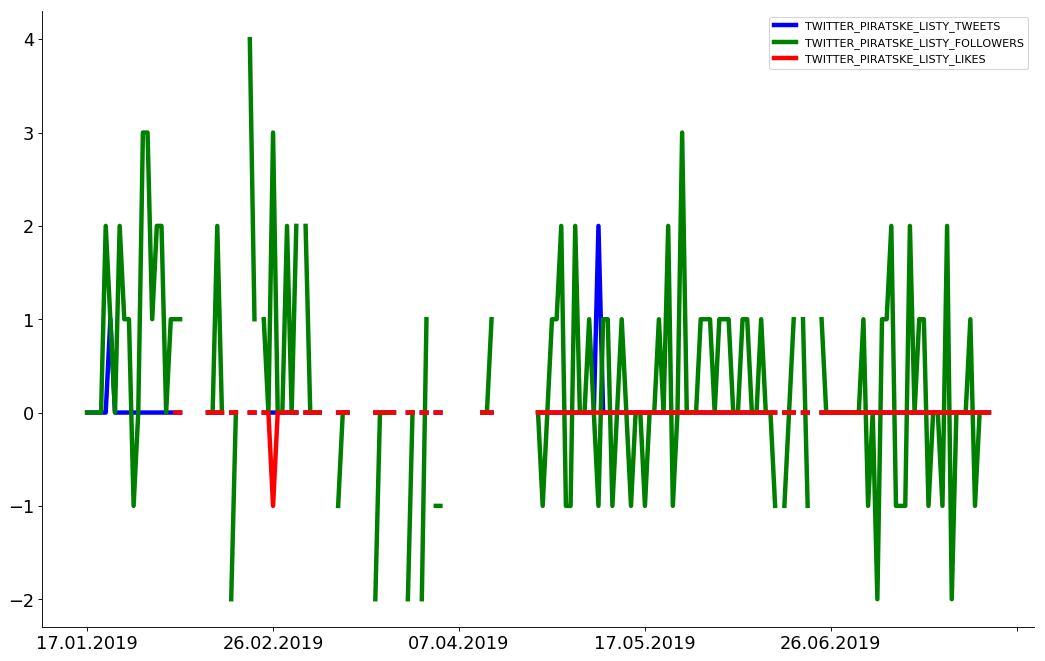 TWITTER_PIRATSKE_LISTY_TWEETS
TWITTER_PIRATSKE_LISTY_FOLLOWERS
TWITTER_PIRATSKE_LISTY_LIKES
4
3
2
1
0
−1
−2
17.01.2019 26.02.2019 07.04.2019 17.05.2019 26.06.2019